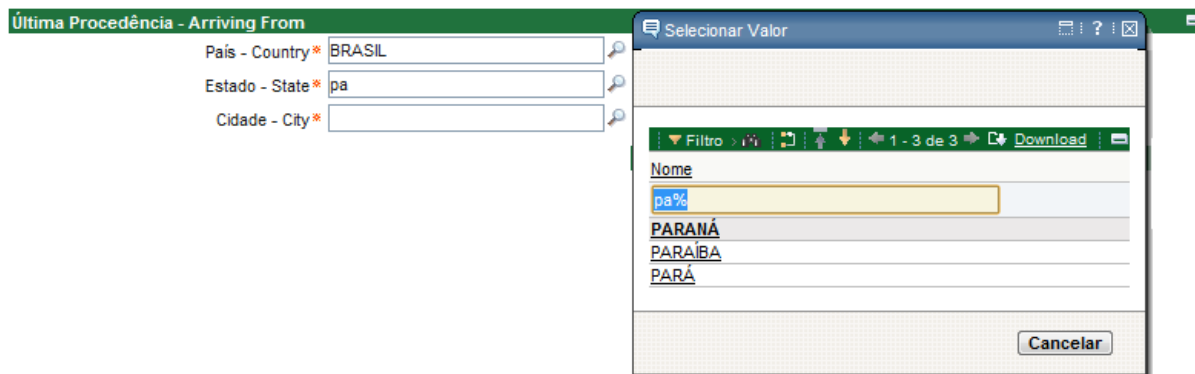 Última Procedência - Arriving From
País - Country* BRASIL
Estado - State* pa
Cidade - City*
Selecionar Valor
?
Filtro
1 - 3 de 3
Download
Nome
pa%
PARANÁ
PARAÍBA
PARÁ
Cancelar